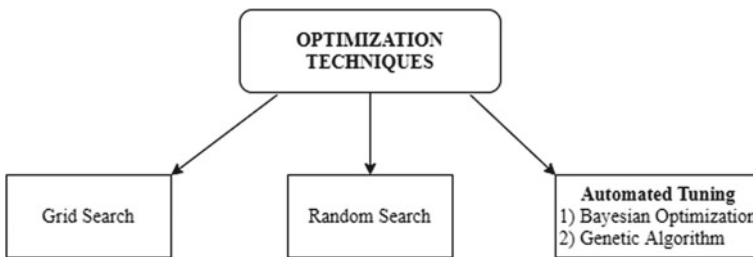 OPTIMIZATION
TECHNIQUES
Grid Search
Random Search
Automated Tuning
1) Bayesian Optimization
2) Genetic Algorithm